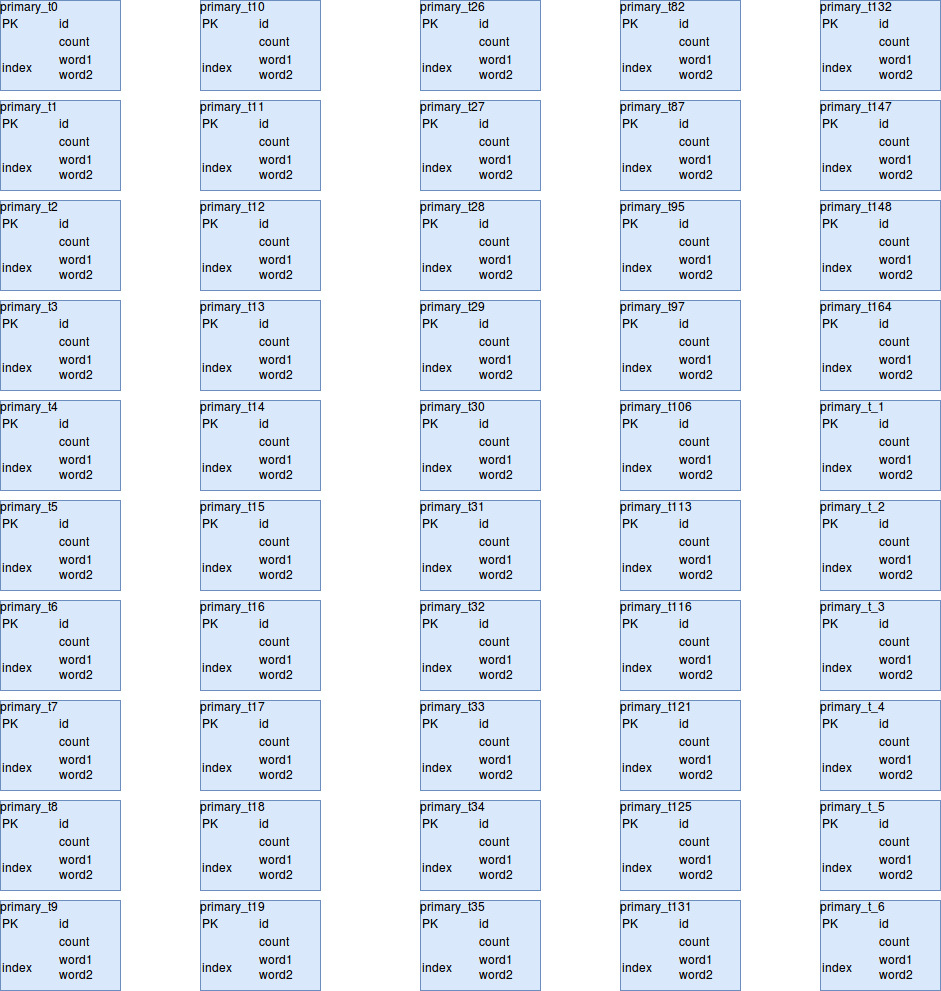 primary_t0
PK id
count
index word1
word2
primary_t1
PK id
count
index word1
word2
primary_t2
PK id
count
index word1
word2
primary_t3
PK id
count
index word1
word2
primary_t4
PK id
count
index word1
word2
primary_t5
PK id
count
index word1
word2
primary_t6
PK id
count
index word1
word2
primary_t7
PK id
count
index word1
word2
primary_t8
PK id
count
index word1
word2
primary_t9
PK id
count
index word1
word2
primary_t10
PK id
count
index word1
word2
primary_t11
PK id
count
index word1
word2
primary_t12
PK id
count
index word1
word2
primary_t13
PK id
count
index word1
word2
primary_t14
PK id
count
index word1
word2
primary_t15
PK id
count
index word1
word2
primary_t16
PK id
count
index word1
word2
primary_t17
PK id
count
index word1
word2
primary_t18
PK id
count
index word1
word2
primary_t19
PK id
count
index word1
word2
primary_t26
PK id
count
index word1
word2
primary_t27
PK id
count
index word1
word2
primary_t28
PK id
count
index word1
word2
primary_t29
PK id
count
index word1
word2
primary_t30
PK id
count
index word1
word2
primary_t31
PK id
count
index word1
word2
primary_t32
PK id
count
index word1
word2
primary_t33
PK id
count
index word1
word2
primary_t34
PK id
count
index word1
word2
primary_t35
PK id
count
index word1
word2
primary_t82
PK id
count
index word1
word2
primary_t87
PK id
count
index word1
word2
primary_t95
PK id
count
index word1
word2
primary_t97
PK id
count
index word1
word2
primary_t106
PK id
count
index word1
word2
primary_t113
PK id
count
index word1
word2
primary_t116
PK id
count
index word1
word2
primary_t121
PK id
count
index word1
word2
primary_t125
PK id
count
index word1
word2
primary_t131
PK id
count
index word1
word2
primary_t132
PK id
count
index word1
word2
primary_t147
PK id
count
index word1
word2
primary_t148
PK id
count
index word1
word2
primary_t164
PK id
count
index word1
word2
primary_t_1
PK id
count
index word1
word2
primary_t_2
PK id
count
index word1
word2
primary_t_3
PK id
count
index word1
word2
primary_t_4
PK id
count
index word1
word2
primary_t_5
PK id
count
index word1
word2
primary_t_6
PK id
count
index word1
word2